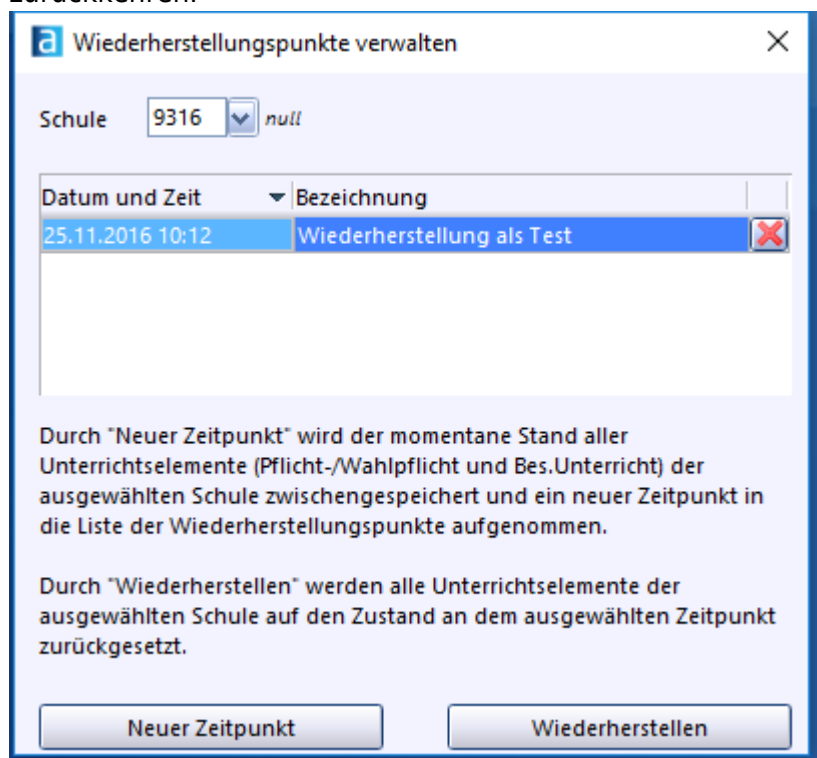 zurückkehren.
a Wiederherstellungspunkte verwalten
Schule 9316 null
Datum und Zeit Bezeichnung
25.11.2016 10:12 Wiederherstellung als Test
Durch "Neuer Zeitpunkt" wird der momentane Stand aller
Unterrichtselemente (Pflicht-/Wahlpflicht und Bes.Unterricht) der
ausgewählten Schule zwischengespeichert und ein neuer Zeitpunkt in
die Liste der Wiederherstellungspunkte aufgenommen.
Durch "Wiederherstellen" werden alle Unterrichtselemente der
ausgewählten Schule auf den Zustand an dem ausgewählten Zeitpunkt
zurückgesetzt.
Neuer Zeitpunkt Wiederherstellen